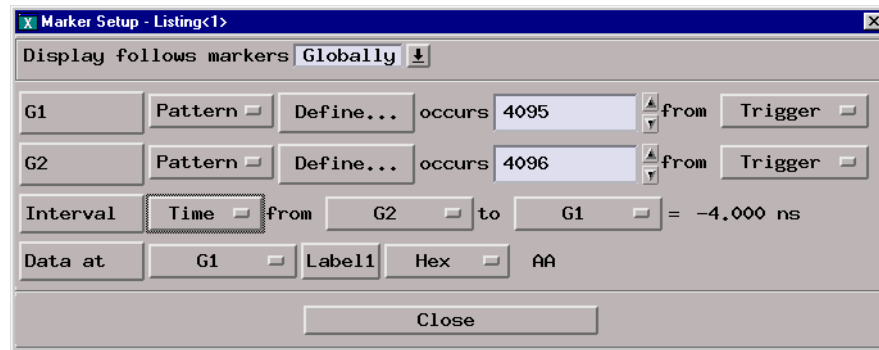 Marker Setup - Listing<1>
Display follows markers Globally
G1 Pattern Define... occurs 4095 from Trigger
G2 Pattern Define... occurs 4096 from Trigger
Interval Time from G2 to G1 = -4.000 ns
Data at G1 Label1 Hex AA
Close